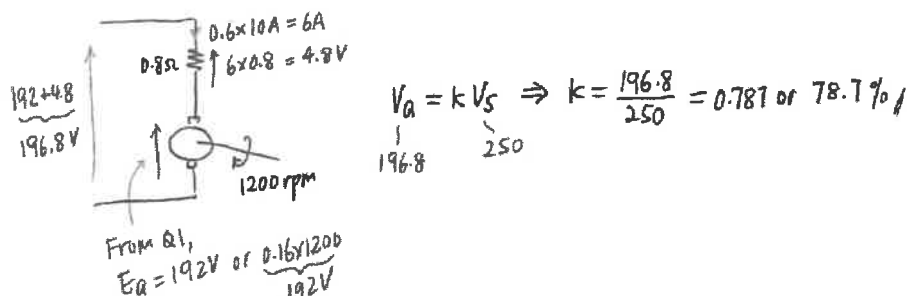 0.6×10A = 6A
0.8Ω
6×0.8 = 4.8V
192+4.8
196.8V
1200rpm
From Q1,
Ea = 192V or 0.16×1200
192V
Va = k Vs ⇒ k = 196.8/250 = 0.787 or 78.7%
196.8
250